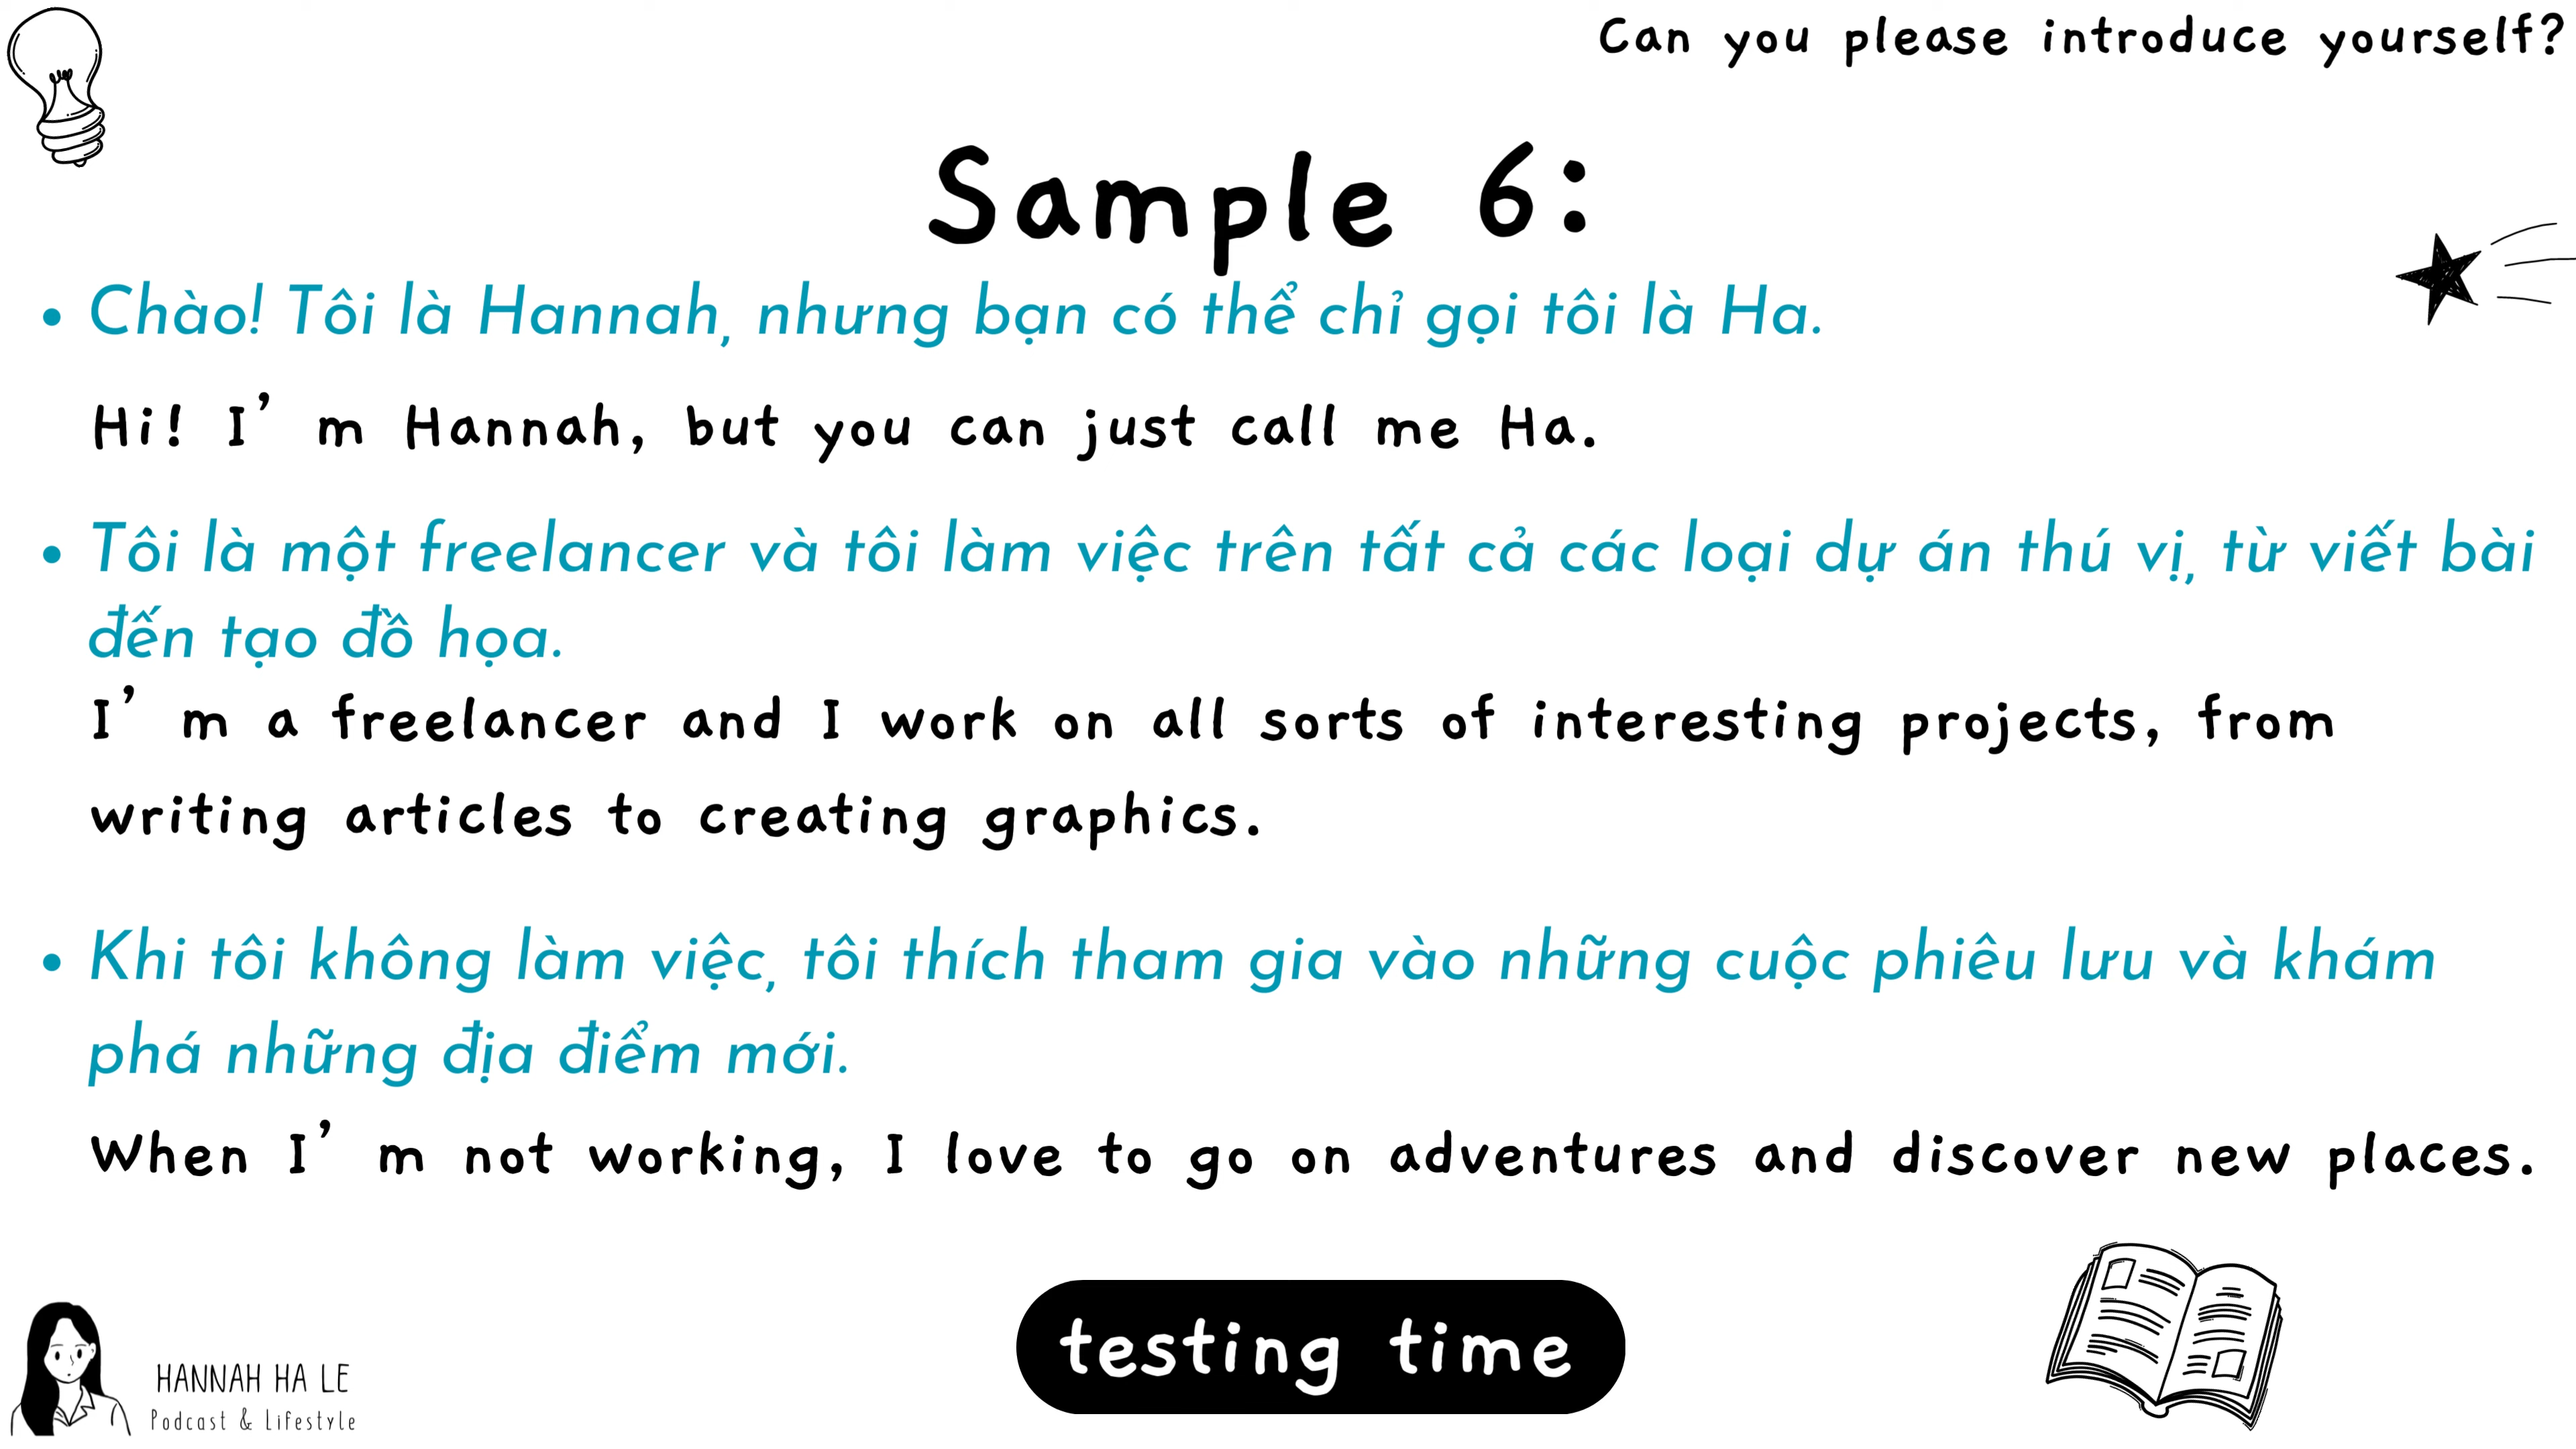 Can you please introduce yourself?
Sample 6:
• Chào! Tôi là Hannah, nhưng bạn có thể chỉ gọi tôi là Ha.
Hi! I’m Hannah, but you can just call me Ha.
• Tôi là một freelancer và tôi làm việc trên tất cả các loại dự án thú vị, từ viết bài
đến tạo đồ họa.
I’m a freelancer and I work on all sorts of interesting projects, from
writing articles to creating graphics.
• Khi tôi không làm việc, tôi thích tham gia vào những cuộc phiêu lưu và khám
phá những địa điểm mới.
When I’m not working, I love to go on adventures and discover new places.
testing time
HANNAH HA LE
Podcast & Lifestyle